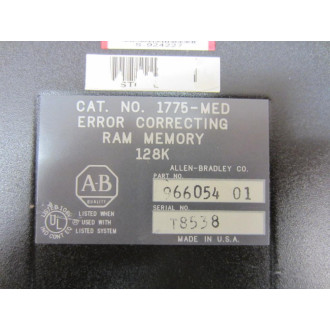 CAT. NO. 1775-MED
ERROR CORRECTING
RAM MEMORY
128K
ALLEN-BRADLEY CO.
PART NO.
966054 01
SERIAL NO.
T8538
MADE IN U.S.A.
A-B
QUALITY
UL
LISTED WHEN
USED WITH
LISTED SYSTEM